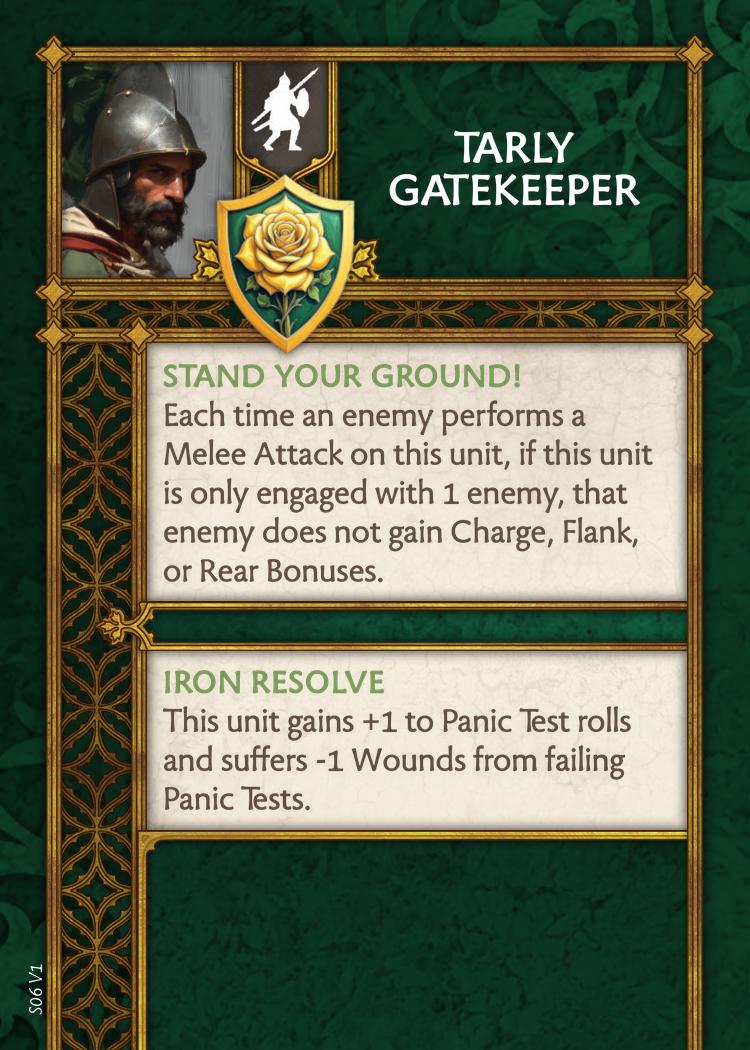 TARLY
GATEKEEPER
STAND YOUR GROUND!
Each time an enemy performs a
Melee Attack on this unit, if this unit
is only engaged with 1 enemy, that
enemy does not gain Charge, Flank,
or Rear Bonuses.
IRON RESOLVE
This unit gains +1 to Panic Test rolls
and suffers -1 Wounds from failing
Panic Tests.
S06 V1